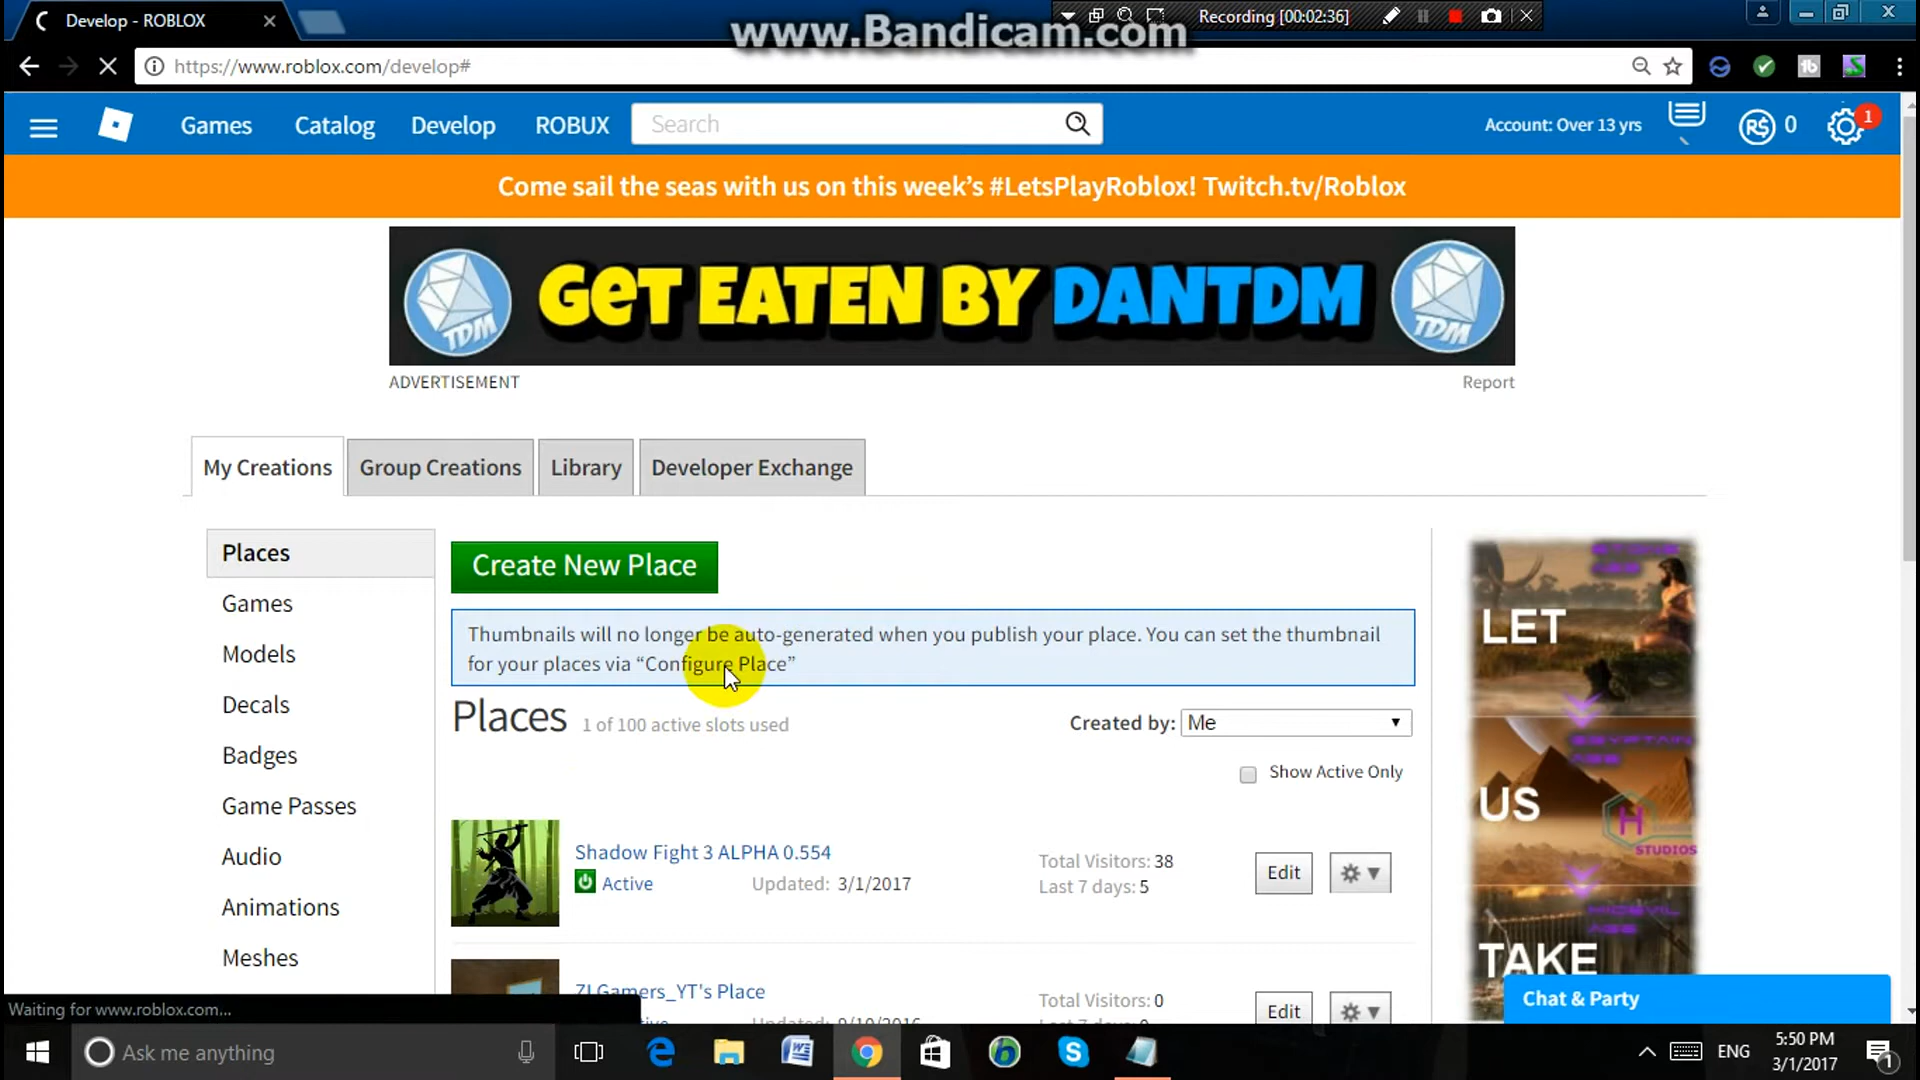 Develop - ROBLOX
www.Bandicam.com
Recording [00:02:36]
https://www.roblox.com/develop#
Games
Catalog
Develop
ROBUX
Search
Account: Over 13 yrs
R$ 0
1
Come sail the seas with us on this week's #LetsPlayRoblox! Twitch.tv/Roblox
TDM
GET EATEN BY DANTDM
TDM
ADVERTISEMENT
Report
My Creations
Group Creations
Library
Developer Exchange
Places
Games
Models
Decals
Badges
Game Passes
Audio
Animations
Meshes
Create New Place
Thumbnails will no longer be auto-generated when you publish your place. You can set the thumbnail
for your places via “Configure Place”
Places 1 of 100 active slots used
Created by: Me
Show Active Only
Shadow Fight 3 ALPHA 0.554
Active
Updated: 3/1/2017
Total Visitors: 38
Last 7 days: 5
Edit
Total Visitors: 0
Edit
LET
US
H
STUDIOS
TAKE
Chat & Party
Waiting for www.roblox.com...
Ask me anything
ENG
5:50 PM
3/1/2017
1